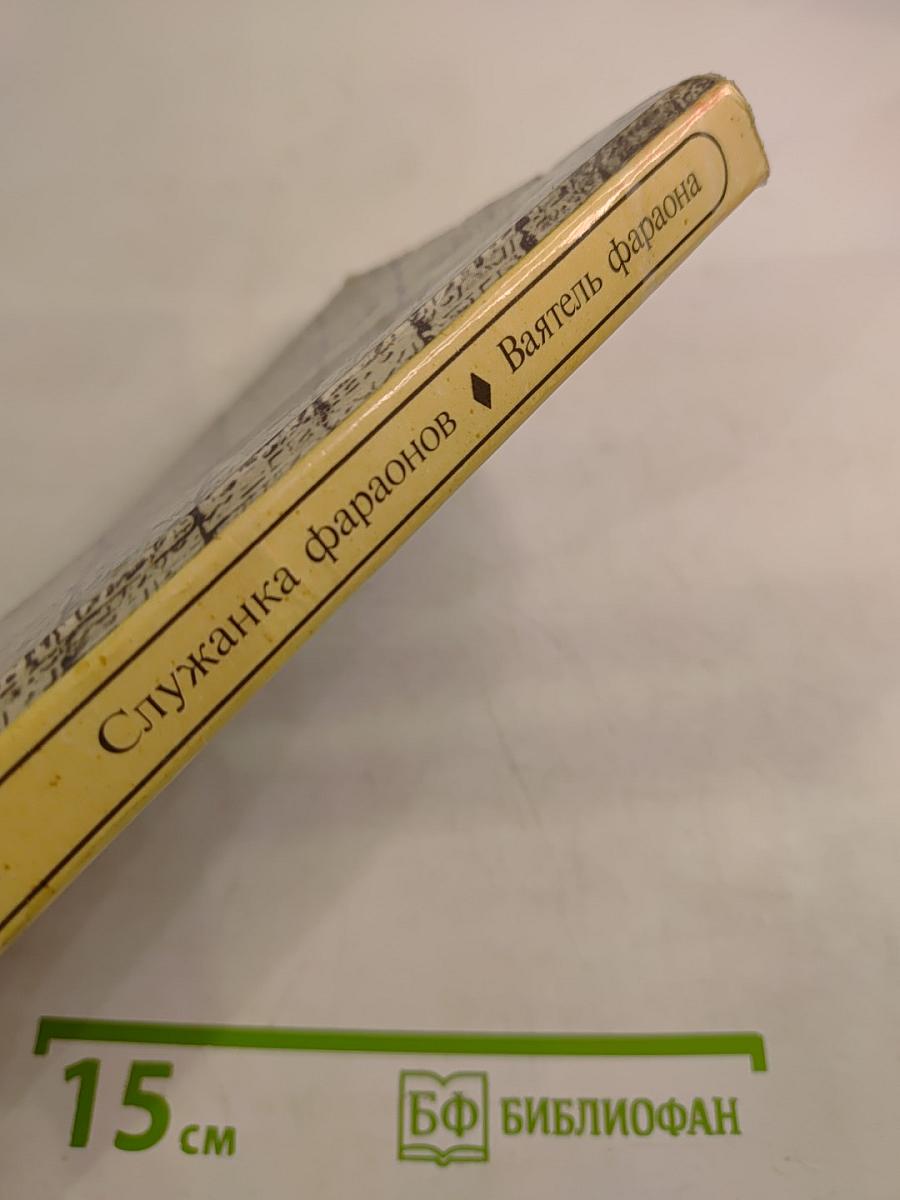 Служанка фараонов ♦ Ваятель фараона
15 см
БФ БИБЛИОФАН